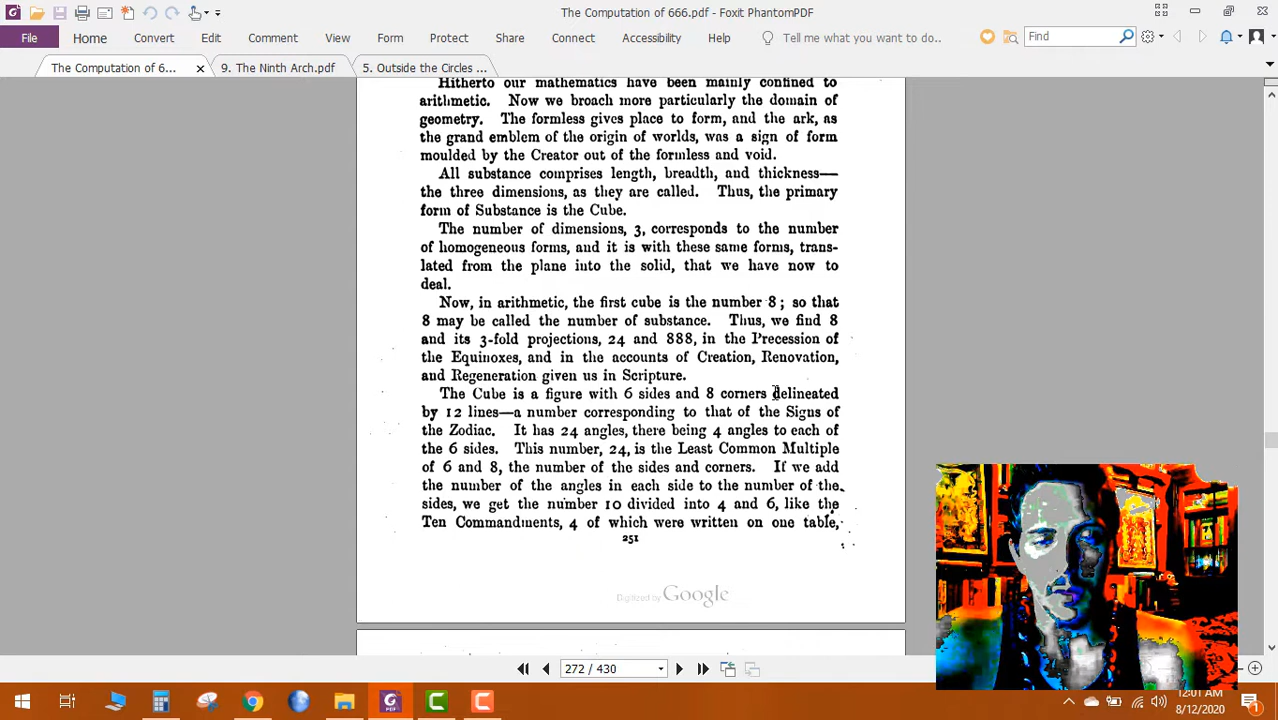 The Computation of 666.pdf - Foxit PhantomPDF
File Home Convert Edit Comment View Form Protect Share Connect Accessibility Help Tell me what you want to do.. Find
The Computation of 6... 9. The Ninth Arch.pdf 5. Outside the Circles ...
Hitherto our mathematics have been mainly confined to
arithmetic. Now we broach more particularly the domain of
geometry. The formless gives place to form, and the ark, as
the grand emblem of the origin of worlds, was a sign of form
moulded by the Creator out of the formless and void.
All substance comprises length, breadth, and thickness—
the three dimensions, as they are called. Thus, the primary
form of Substance is the Cube.
The number of dimensions, 3, corresponds to the number
of homogeneous forms, and it is with these same forms, trans-
lated from the plane into the solid, that we have now to
deal.
Now, in arithmetic, the first cube is the number 8; so that
8 may be called the number of substance. Thus, we find 8
and its 3-fold projections, 24 and 888, in the Precession of
the Equinoxes, and in the accounts of Creation, Renovation,
and Regeneration given us in Scripture.
The Cube is a figure with 6 sides and 8 corners delineated
by 12 lines—a number corresponding to that of the Signs of
the Zodiac. It has 24 angles, there being 4 angles to each of
the 6 sides. This number, 24, is the Least Common Multiple
of 6 and 8, the number of the sides and corners. If we add
the number of the angles in each side to the number of the
sides, we get the number 10 divided into 4 and 6, like the
Ten Commandments, 4 of which were written on one table,
251
Digitized by Google
272 / 430
12:01 AM
8/12/2020
1